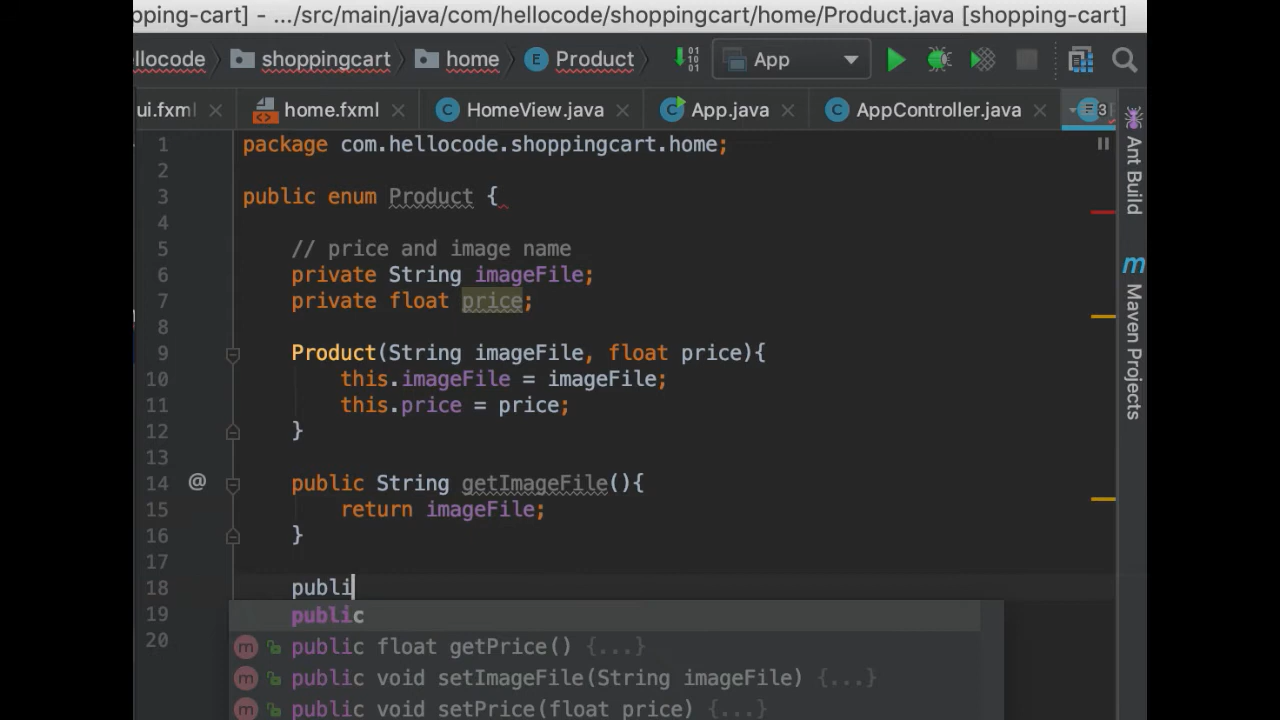 pping-cart] - .../src/main/java/com/hellocode/shoppingcart/home/Product.java [shopping-cart]
llocode shoppingcart home Product App
ui.fxml home.fxml HomeView.java App.java AppController.java 3
1 package com.hellocode.shoppingcart.home;
2
3 public enum Product {
4
5 // price and image name
6 private String imageFile;
7 private float price;
8
9 Product(String imageFile, float price){
10 this.imageFile = imageFile;
11 this.price = price;
12 }
13
14 @ public String getImageFile(){
15 return imageFile;
16 }
17
18 publi
19 public
20 m public float getPrice() {...}
m public void setImageFile(String imageFile) {...}
m public void setPrice(float price) {...}
Ant Build
m Maven Projects